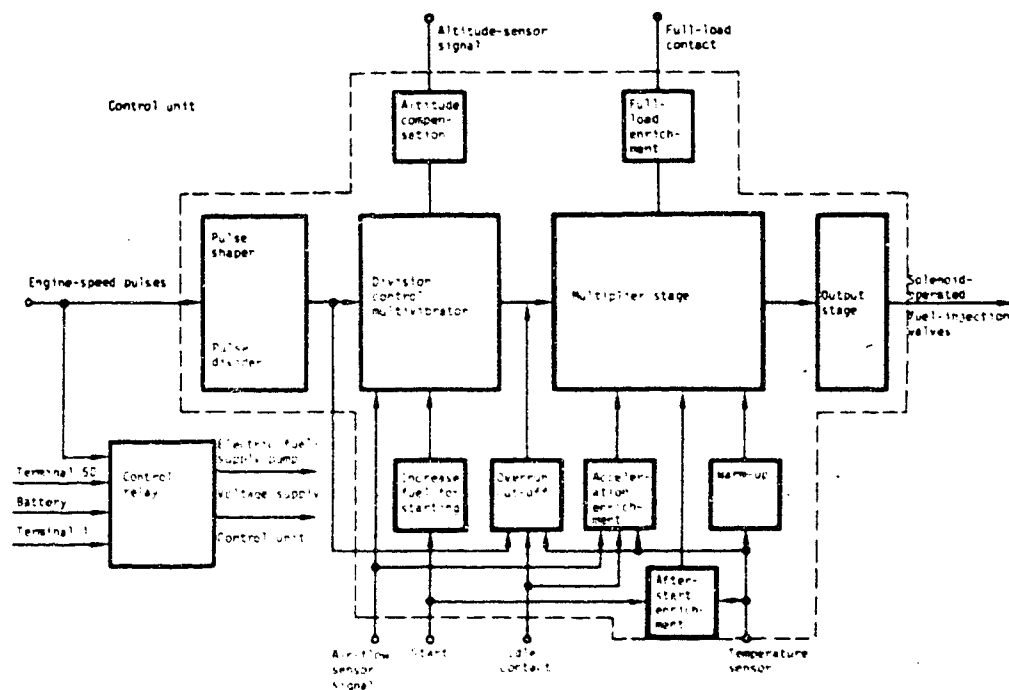 Altitude-sensor
signal
Full-load
contact
Control unit
Altitude
compen-
sation
Full-
load
enrich-
ment
Engine-speed pulses
Pulse
shaper
Pulse
divider
Division
control
multivibrator
Multiplier stage
Output
stage
Solenoid-
operated
fuel-injection
valves
Terminal 50
Battery
Terminal 1
Control
relay
Electric fuel-
supply pump
Voltage supply
Control unit
Increase
fuel for
starting
Overrun
cut-off
Acceler-
ation
enrich-
ment
Warm-up
After-
start
enrich-
ment
Air-flow
sensor
signal
Start
Idle
contact
Temperature
sensor